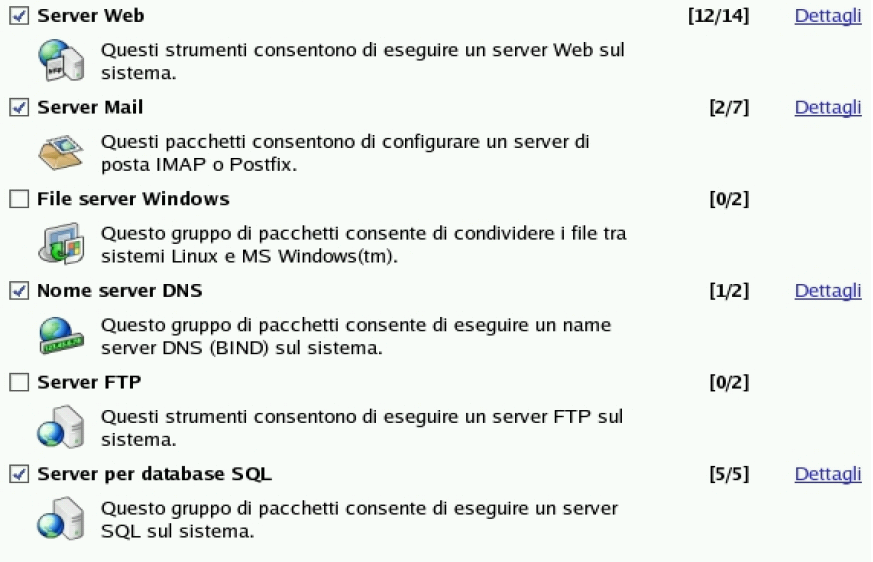 Server Web [12/14] Dettagli
Questi strumenti consentono di eseguire un server Web sul
sistema.
Server Mail [2/7] Dettagli
Questi pacchetti consentono di configurare un server di
posta IMAP o Postfix.
File server Windows [0/2]
Questo gruppo di pacchetti consente di condividere i file tra
sistemi Linux e MS Windows(tm).
Nome server DNS [1/2] Dettagli
Questo gruppo di pacchetti consente di eseguire un name
server DNS (BIND) sul sistema.
Server FTP [0/2]
Questi strumenti consentono di eseguire un server FTP sul
sistema.
Server per database SQL [5/5] Dettagli
Questo gruppo di pacchetti consente di eseguire un server
SQL sul sistema.